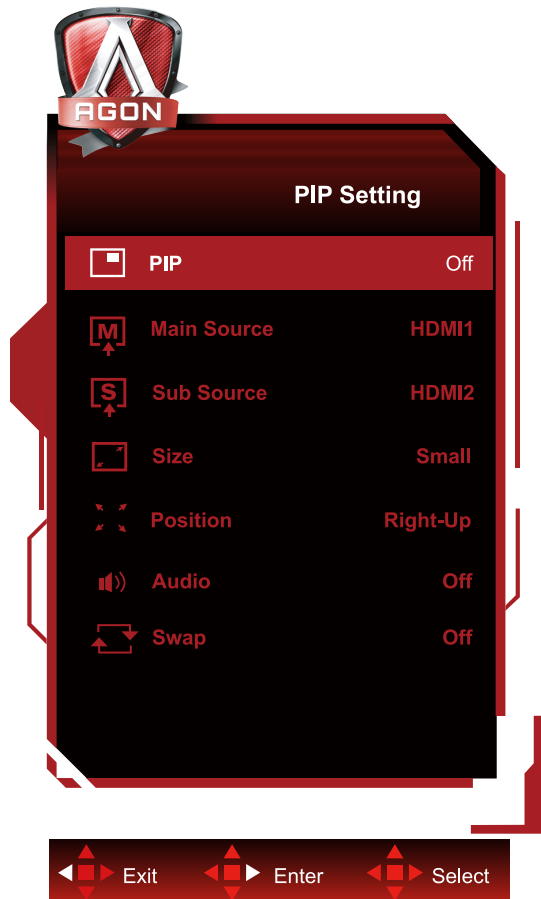 AGON
PIP Setting
PIP Off
Main Source HDMI1
Sub Source HDMI2
Size Small
Position Right-Up
Audio Off
Swap Off
Exit Enter Select